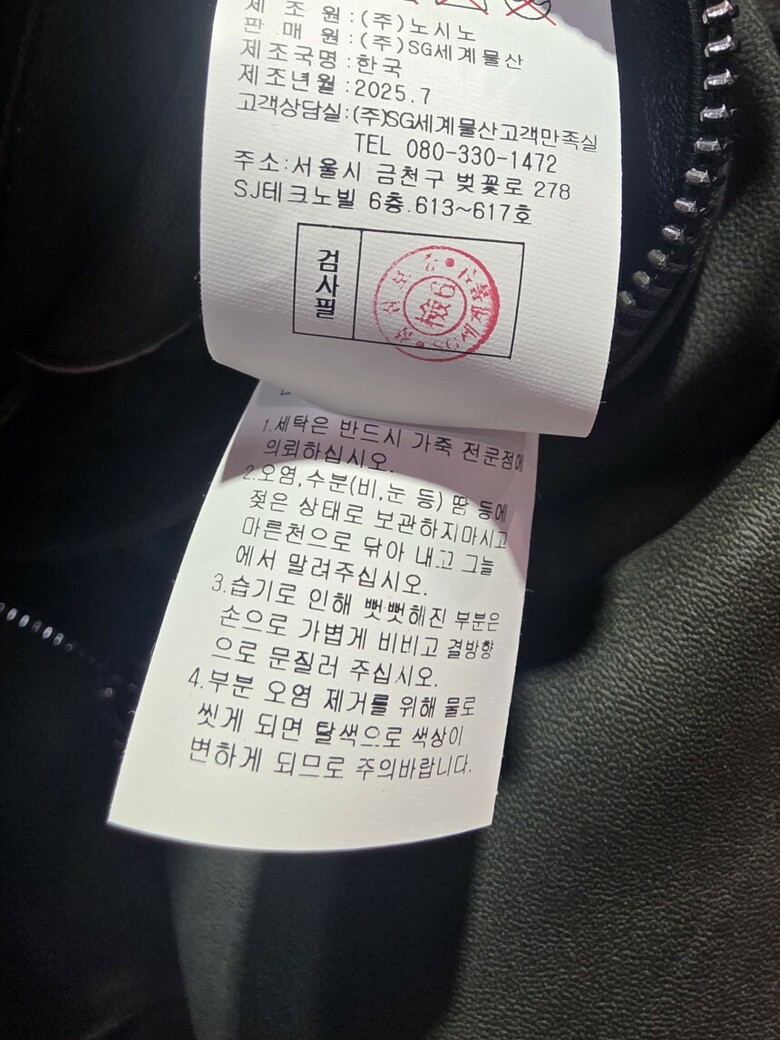 제 조 원 : (주)노시노
판 매 원 : (주)SG세계물산
제조국명 : 한국
제조년월 : 2025.7
고객상담실:(주)SG세계물산고객만족실
TEL 080-330-1472
주소:서울시 금천구 벚꽃로 278
SJ테크노빌 6층.613~617호
검사필
檢6
1.세탁은 반드시 가죽 전문점에
의뢰하십시오.
2.오염,수분(비,눈 등) 땀 등에
젖은 상태로 보관하지마시고
마른천으로 닦아 내고 그늘
에서 말려주십시오.
3.습기로 인해 뻣뻣해진 부분은
손으로 가볍게 비비고 결방향
으로 문질러 주십시오.
4.부분 오염 제거를 위해 물로
씻게 되면 탈색으로 색상이
변하게 되므로 주의바랍니다.